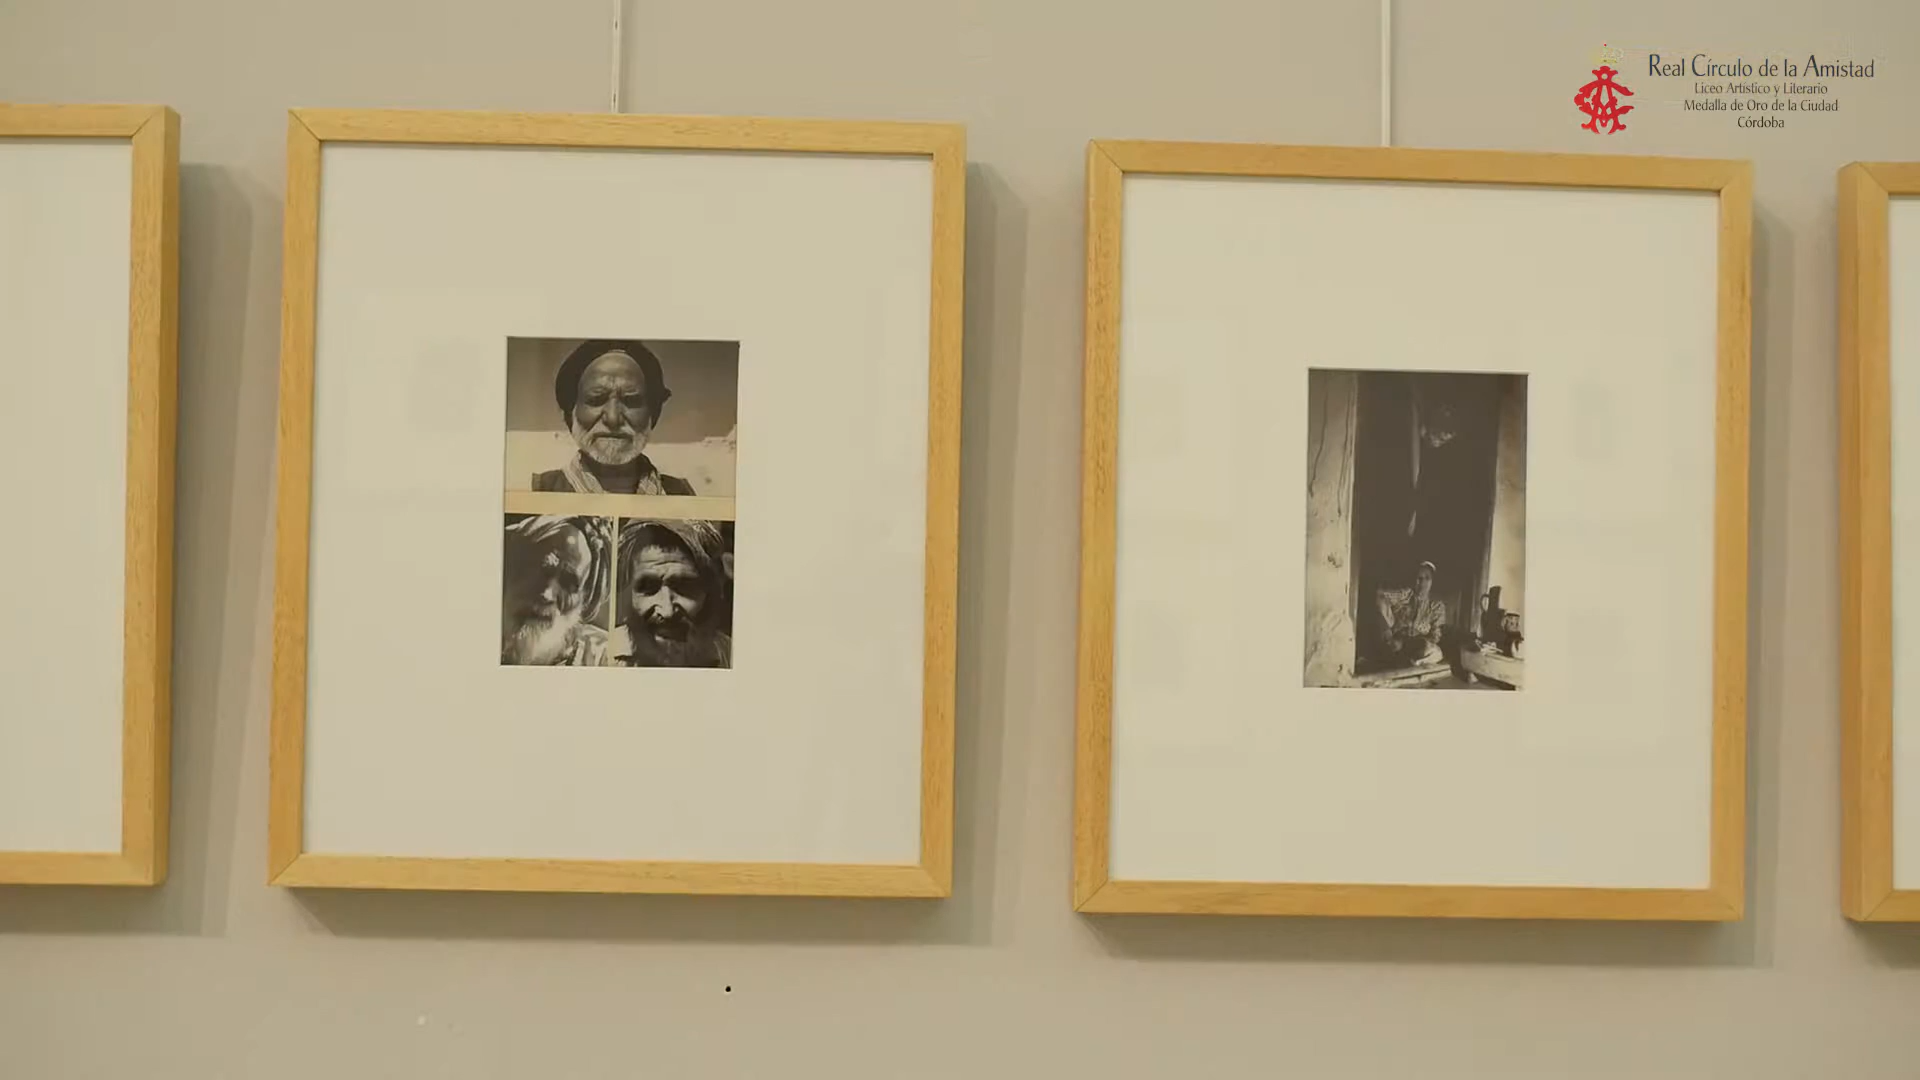 Real Círculo de la Amistad
Liceo Artístico y Literario
Medalla de Oro de la Ciudad
Córdoba